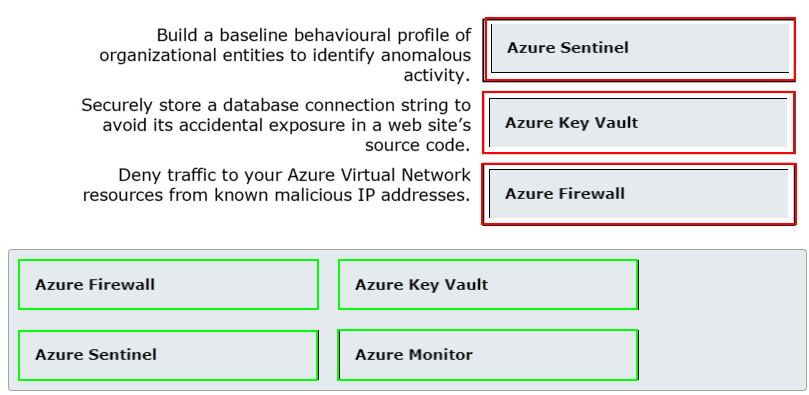 Build a baseline behavioural profile of
organizational entities to identify anomalous
activity.
Azure Sentinel
Securely store a database connection string to
avoid its accidental exposure in a web site's
source code.
Azure Key Vault
Deny traffic to your Azure Virtual Network
resources from known malicious IP addresses.
Azure Firewall
Azure Firewall
Azure Key Vault
Azure Sentinel
Azure Monitor